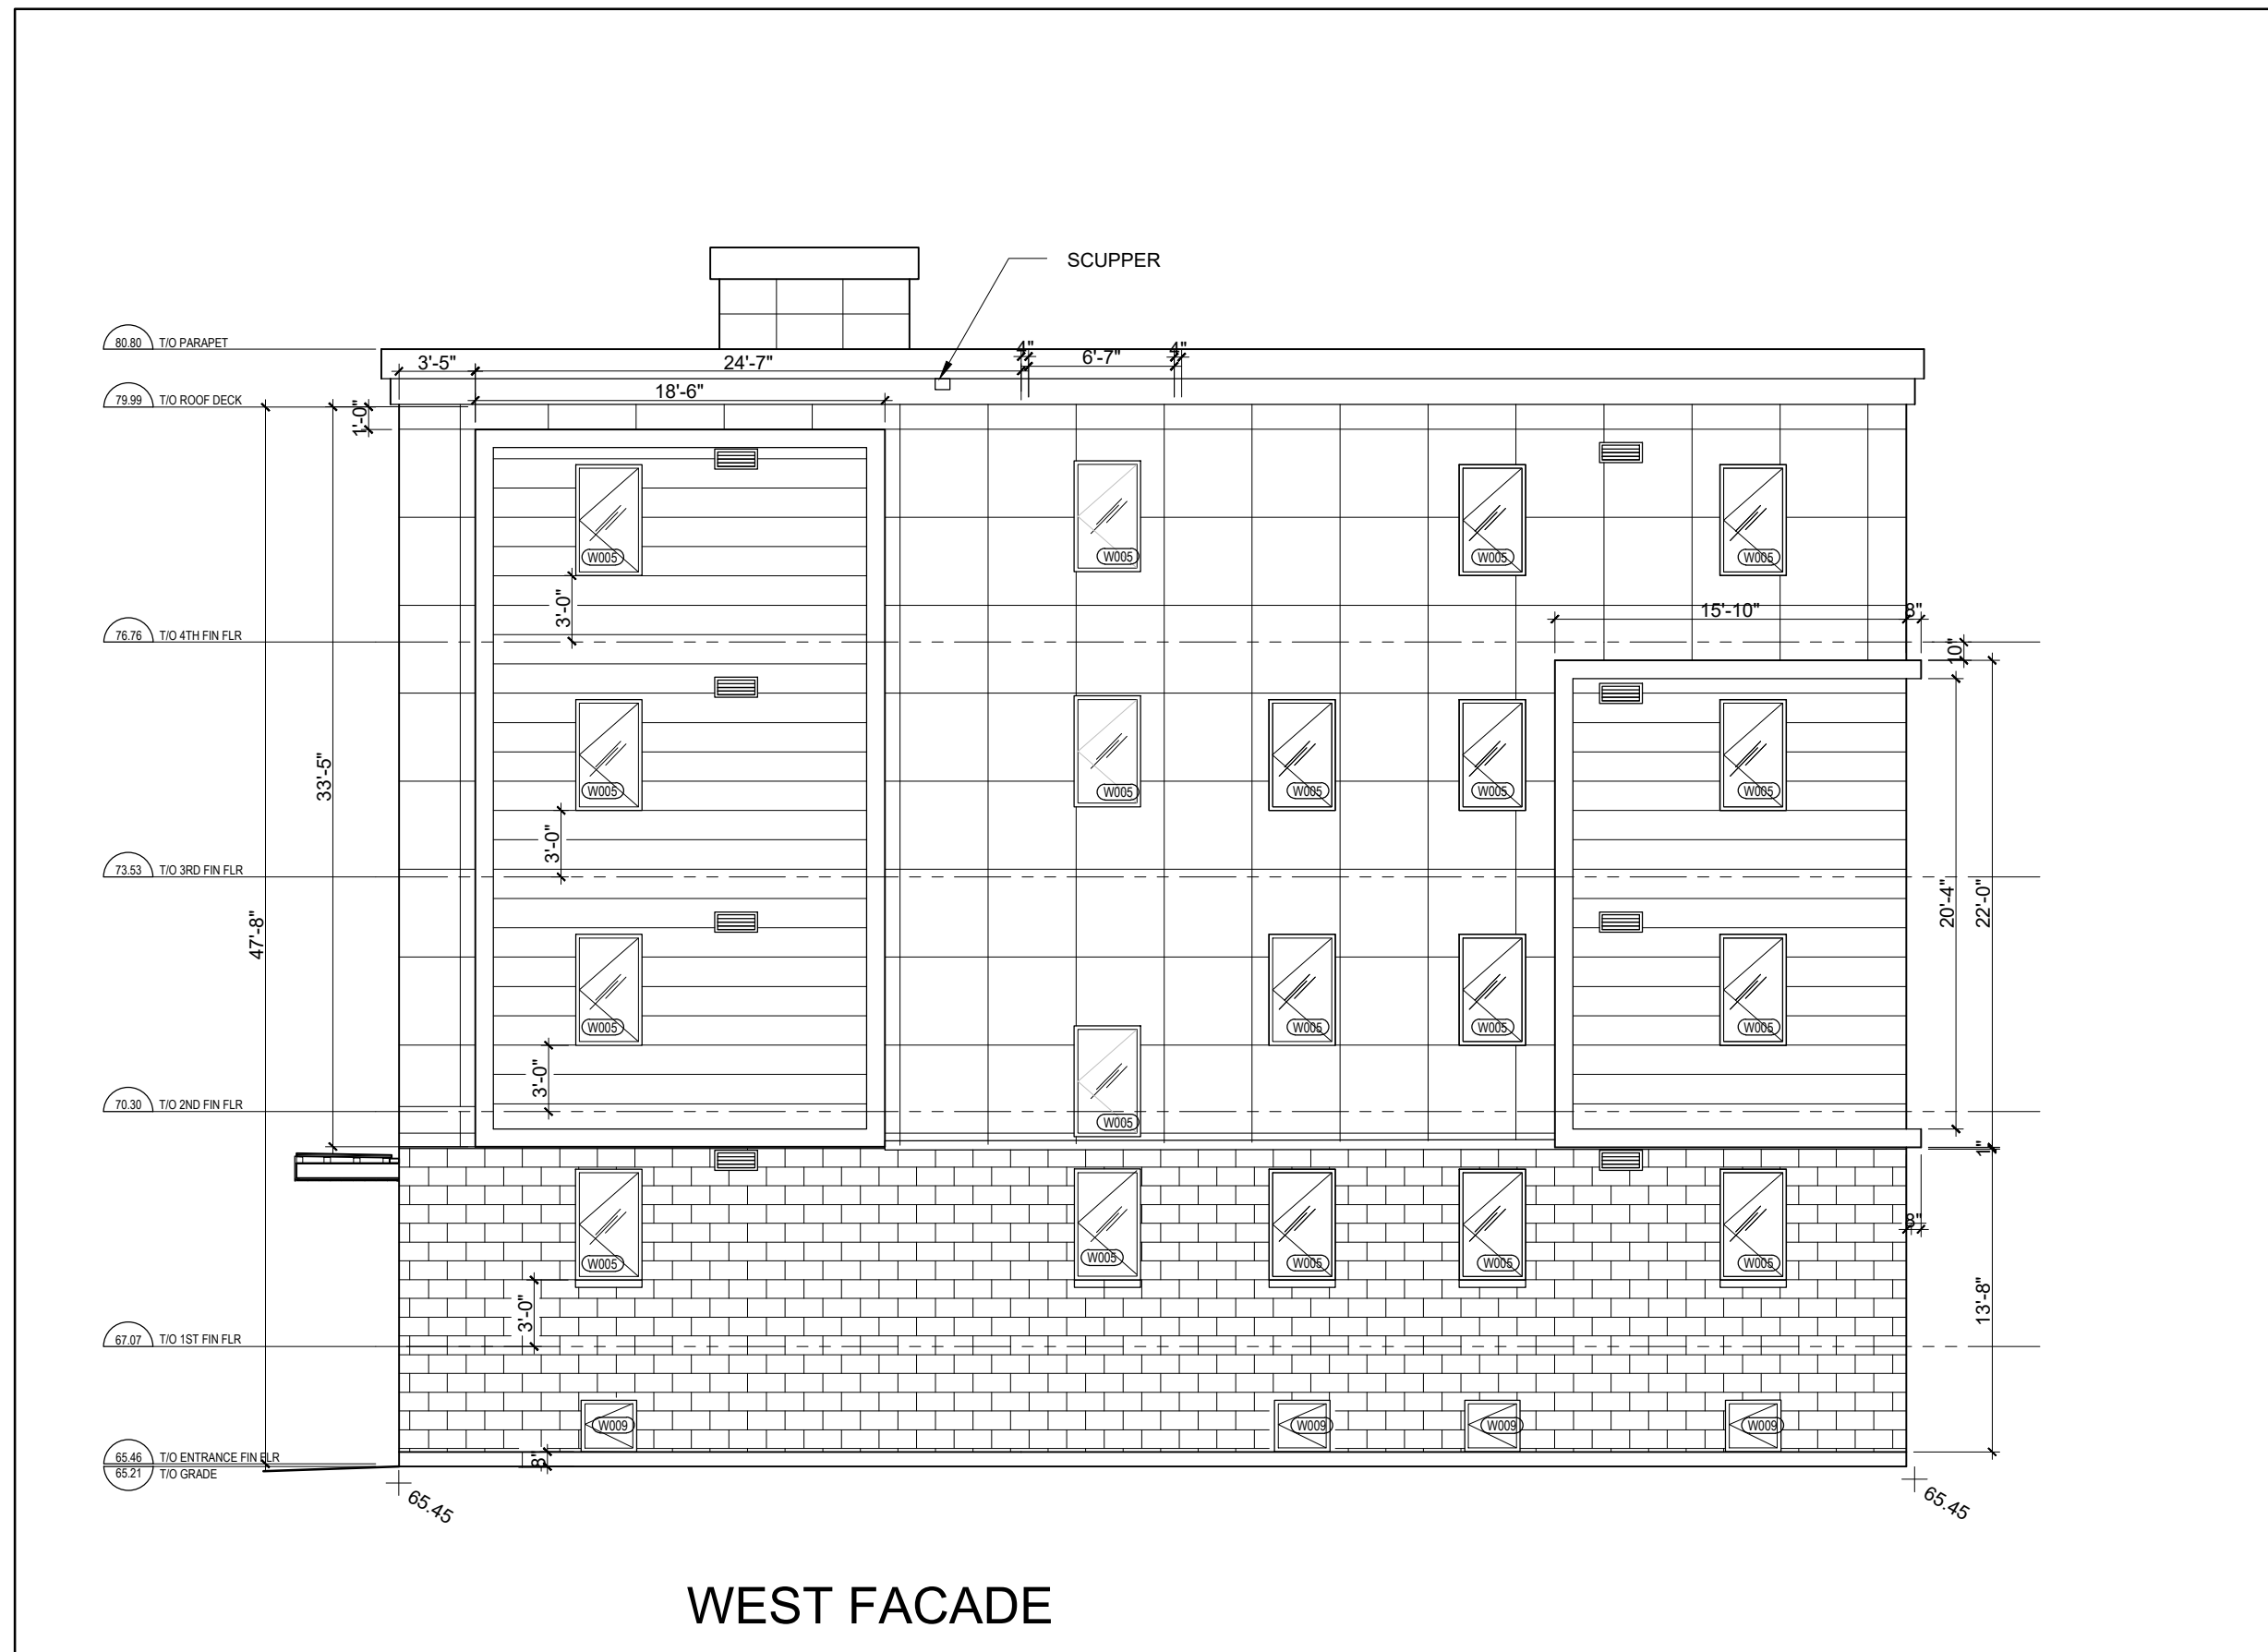 SCUPPER
80.80 T/O PARAPET
3'-5" 24'-7" 4" 6'-7" 4"
79.99 T/O ROOF DECK
18'-6"
1'-0"
W005 W005 W005 W005
3'-0"
15'-10" 8"
76.76 T/O 4TH FIN FLR
10"
33'-5"
W005 W005 W005 W005 W005
3'-0"
73.53 T/O 3RD FIN FLR
47'-8"
20'-4" 22'-0"
W005 W005 W005 W005
3'-0"
70.30 T/O 2ND FIN FLR
W005
1"
8"
W005 W005 W005 W005 W005
3'-0"
13'-8"
67.07 T/O 1ST FIN FLR
W009 W009 W009 W009
65.46 T/O ENTRANCE FIN FLR
8"
65.21 T/O GRADE
65.45 65.45
WEST FACADE